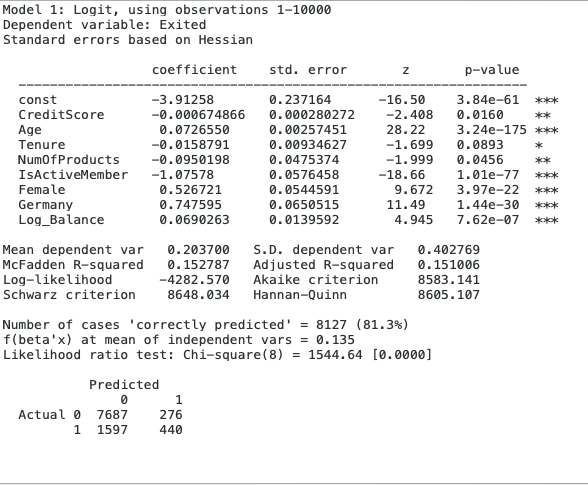 Model 1: Logit, using observations 1-10000
Dependent variable: Exited
Standard errors based on Hessian
coefficient std. error z p-value
const -3.91258 0.237164 -16.50 3.84e-61 ***
CreditScore -0.000674866 0.000280272 -2.408 0.0160 **
Age 0.0726550 0.00257451 28.22 3.24e-175 ***
Tenure -0.0158791 0.00934627 -1.699 0.0893 *
NumOfProducts -0.0950198 0.0475374 -1.999 0.0456 **
IsActiveMember -1.07578 0.0576458 -18.66 1.01e-77 ***
Female 0.526721 0.0544591 9.672 3.97e-22 ***
Germany 0.747595 0.0650515 11.49 1.44e-30 ***
Log_Balance 0.0690263 0.0139592 4.945 7.62e-07 ***
Mean dependent var 0.203700 S.D. dependent var 0.402769
McFadden R-squared 0.152787 Adjusted R-squared 0.151006
Log-likelihood -4282.570 Akaike criterion 8583.141
Schwarz criterion 8648.034 Hannan-Quinn 8605.107
Number of cases 'correctly predicted' = 8127 (81.3%)
f(beta'x) at mean of independent vars = 0.135
Likelihood ratio test: Chi-square(8) = 1544.64 [0.0000]
Predicted
0 1
Actual 0 7687 276
1 1597 440